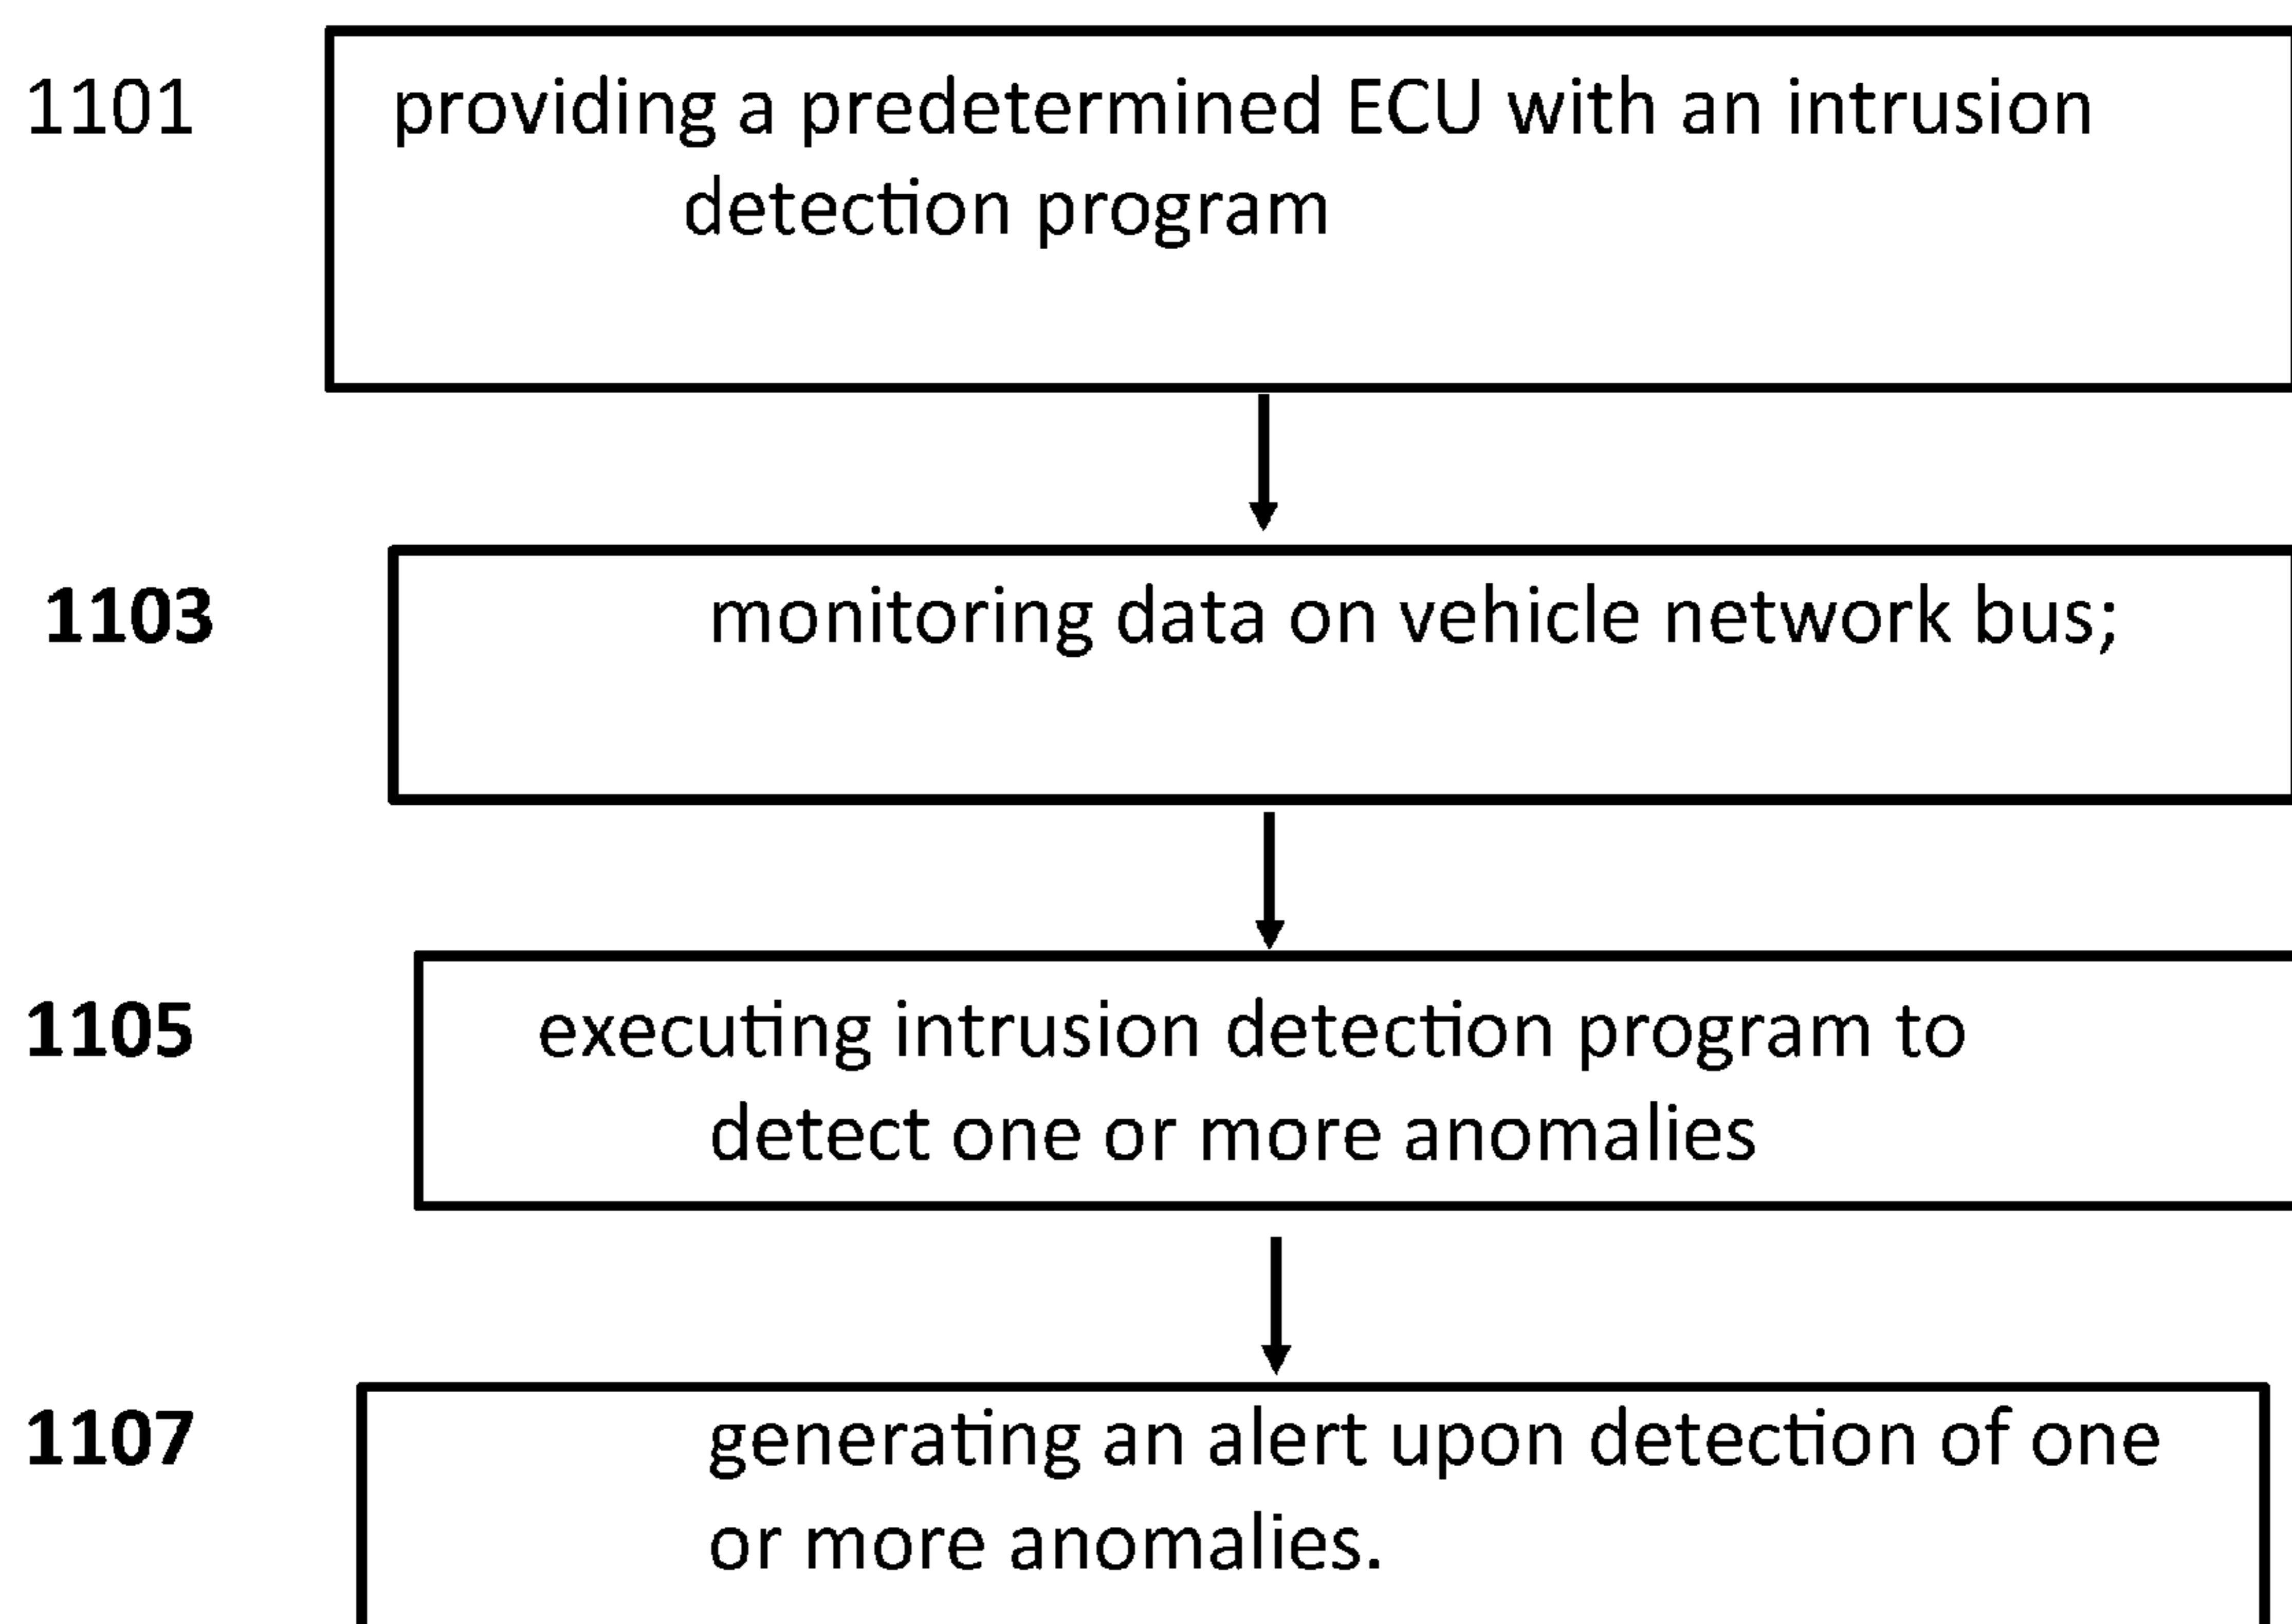 1101
providing a predetermined ECU with an intrusion
detection program
1103
monitoring data on vehicle network bus;
1105
executing intrusion detection program to
detect one or more anomalies
1107
generating an alert upon detection of one
or more anomalies.